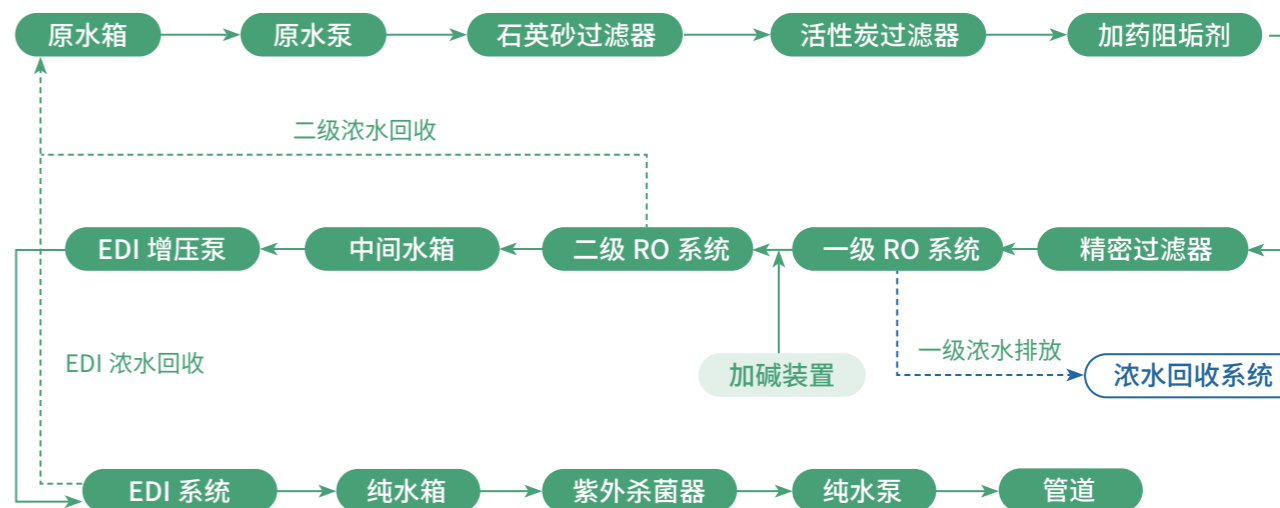 原水箱
原水泵
石英砂过滤器
活性炭过滤器
加药阻垢剂
二级浓水回收
EDI 增压泵
中间水箱
二级 RO 系统
一级 RO 系统
精密过滤器
EDI 浓水回收
加碱装置
一级浓水排放
浓水回收系统
EDI 系统
纯水箱
紫外杀菌器
纯水泵
管道